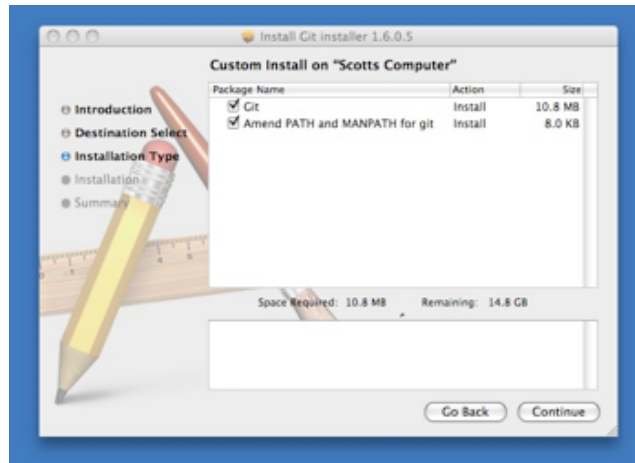 Install Git installer 1.6.0.5
Custom Install on "Scotts Computer"
Package Name Action Size
Git Install 10.8 MB
Amend PATH and MANPATH for git Install 8.0 KB
Introduction
Destination Select
Installation Type
Installation
Summary
Space Required: 10.8 MB Remaining: 14.8 GB
Go Back Continue